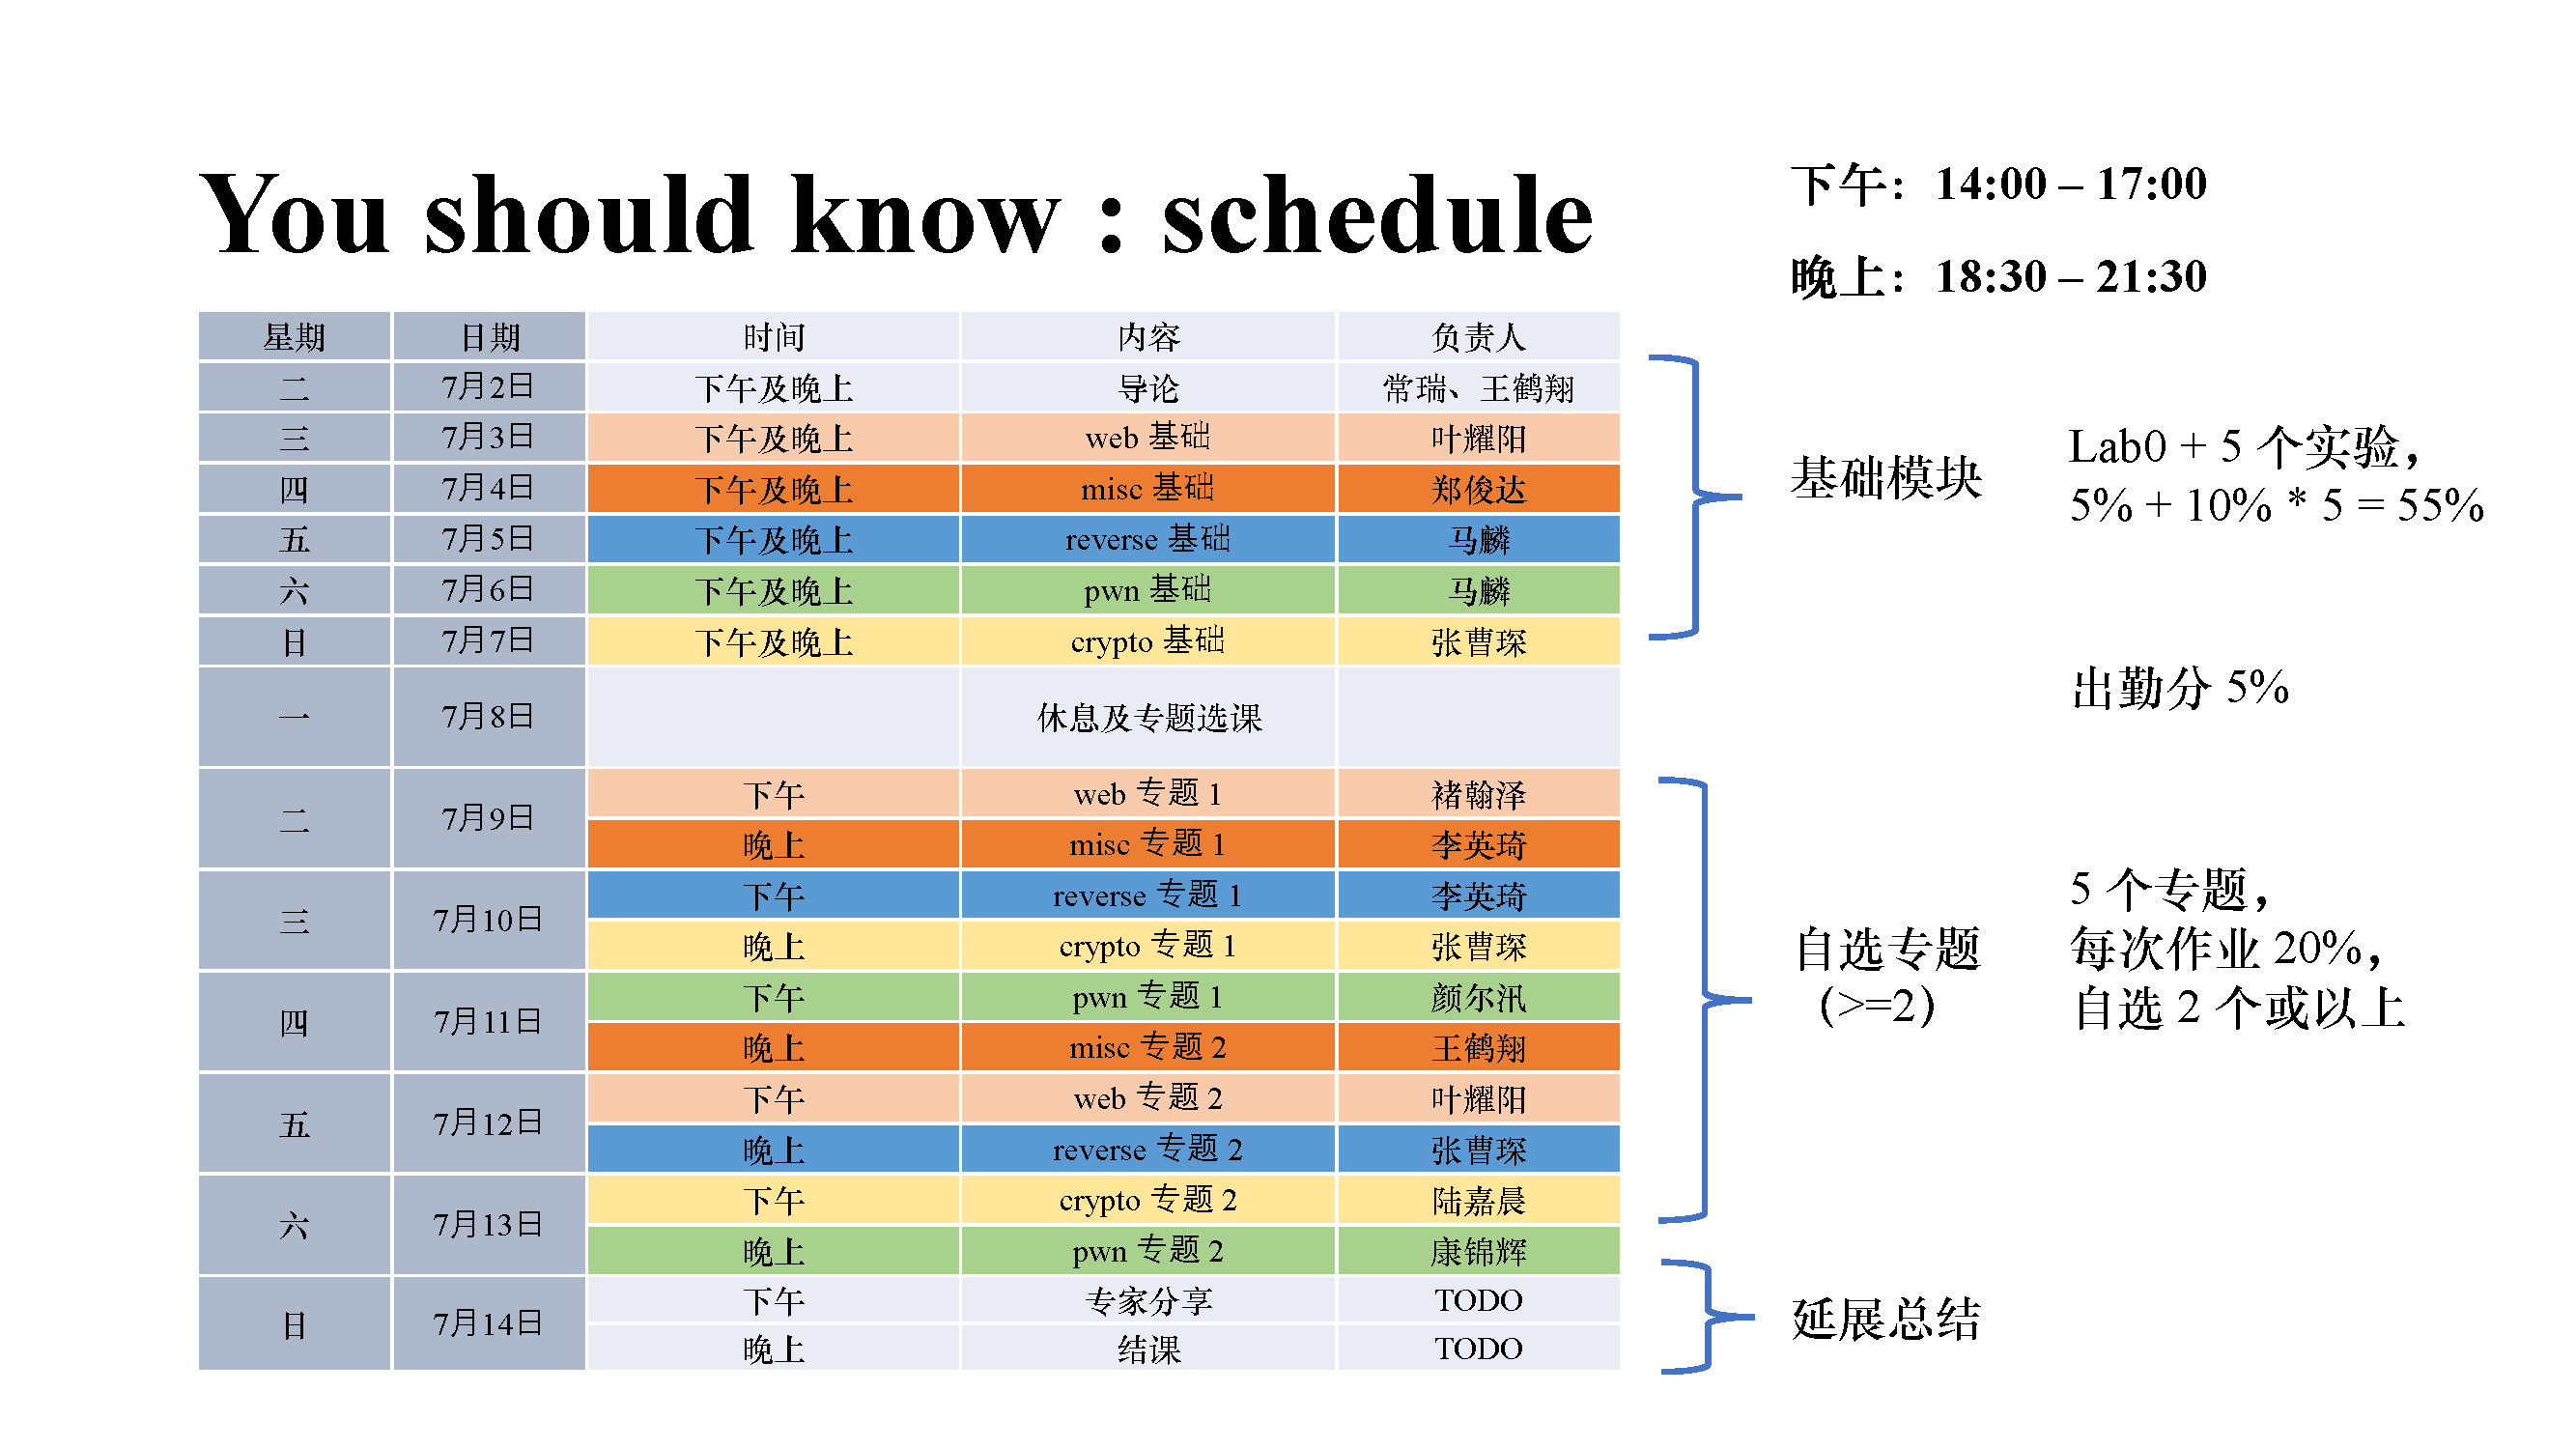 You should know : schedule
下午：14:00 – 17:00
晚上：18:30 – 21:30
星期 日期 时间 内容 负责人
二 7月2日 下午及晚上 导论 常瑞、王鹤翔
三 7月3日 下午及晚上 web 基础 叶耀阳
四 7月4日 下午及晚上 misc 基础 郑俊达
五 7月5日 下午及晚上 reverse 基础 马麟
六 7月6日 下午及晚上 pwn 基础 马麟
日 7月7日 下午及晚上 crypto 基础 张曹琛
一 7月8日 休息及专题选课
二 7月9日 下午 web 专题 1 褚翰泽
晚上 misc 专题 1 李英琦
三 7月10日 下午 reverse 专题 1 李英琦
晚上 crypto 专题 1 张曹琛
四 7月11日 下午 pwn 专题 1 颜尔汛
晚上 misc 专题 2 王鹤翔
五 7月12日 下午 web 专题 2 叶耀阳
晚上 reverse 专题 2 张曹琛
六 7月13日 下午 crypto 专题 2 陆嘉晨
晚上 pwn 专题 2 康锦辉
日 7月14日 下午 专家分享 TODO
晚上 结课 TODO
基础模块
Lab0 + 5 个实验，
5% + 10% * 5 = 55%
出勤分 5%
自选专题
（>=2）
5 个专题，
每次作业 20%，
自选 2 个或以上
延展总结